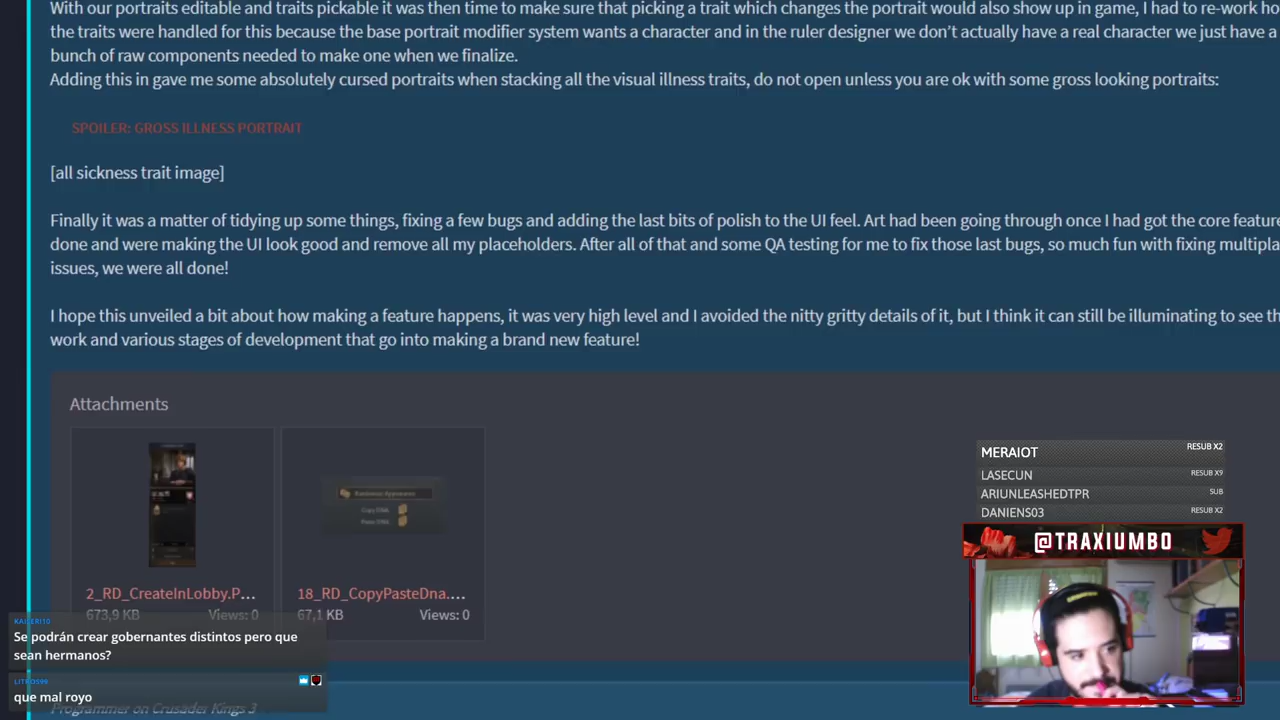 With our portraits editable and traits pickable it was then time to make sure that picking a trait which changes the portrait would also show up in game, I had to re-work ho
the traits were handled for this because the base portrait modifier system wants a character and in the ruler designer we don't actually have a real character we just have a
bunch of raw components needed to make one when we finalize.
Adding this in gave me some absolutely cursed portraits when stacking all the visual illness traits, do not open unless you are ok with some gross looking portraits:
SPOILER: GROSS ILLNESS PORTRAIT
[all sickness trait image]
Finally it was a matter of tidying up some things, fixing a few bugs and adding the last bits of polish to the UI feel. Art had been going through once I had got the core feature
done and were making the UI look good and remove all my placeholders. After all of that and some QA testing for me to fix those last bugs, so much fun with fixing multipla
issues, we were all done!
I hope this unveiled a bit about how making a feature happens, it was very high level and I avoided the nitty gritty details of it, but I think it can still be illuminating to see th
work and various stages of development that go into making a brand new feature!
Attachments
Copy DNA
Paste DNA
2_RD_CreateInLobby.P...
673,9 KB Views: 0
18_RD_CopyPasteDna....
67,1 KB Views: 0
MERAIOT RESUB X2
LASECUN RESUB X9
ARIUNLEASHEDTPR SUB
DANIENS03 RESUB X2
@TRAXIUMBO
Se podrán crear gobernantes distintos pero que
sean hermanos?
que mal royo
Programmer on Crusader Kings 3